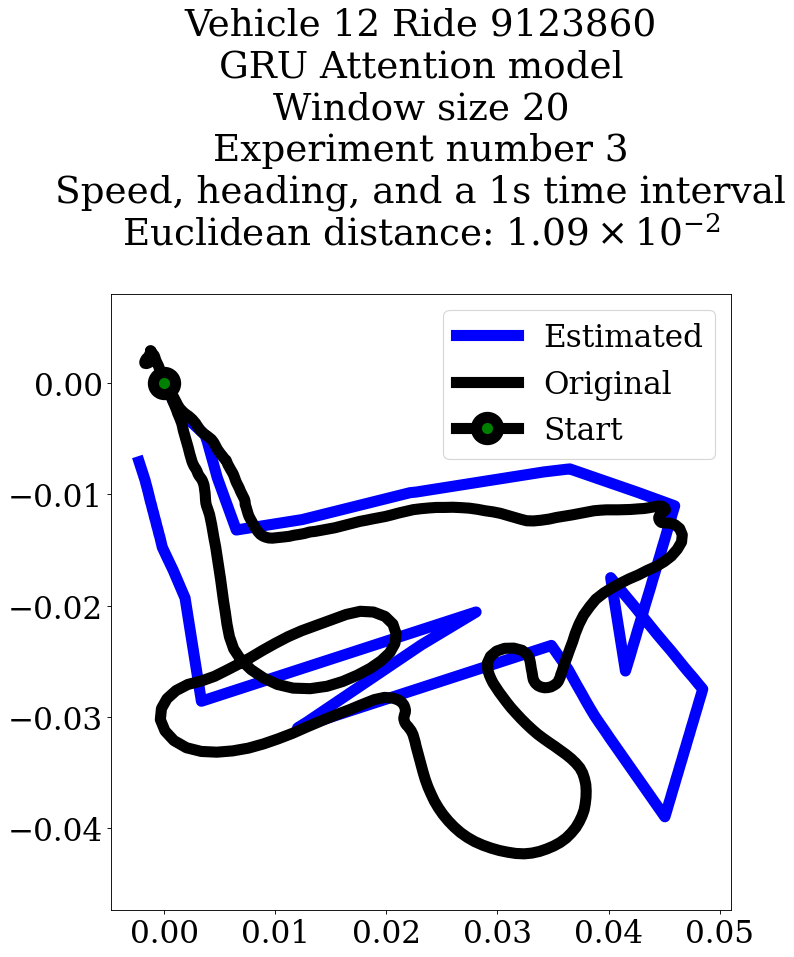 Vehicle 12 Ride 9123860
GRU Attention model
Window size 20
Experiment number 3
Speed, heading, and a 1s time interval
Euclidean distance: 1.09 × 10⁻²
Estimated
Original
Start
0.00
−0.01
−0.02
−0.03
−0.04
0.00 0.01 0.02 0.03 0.04 0.05